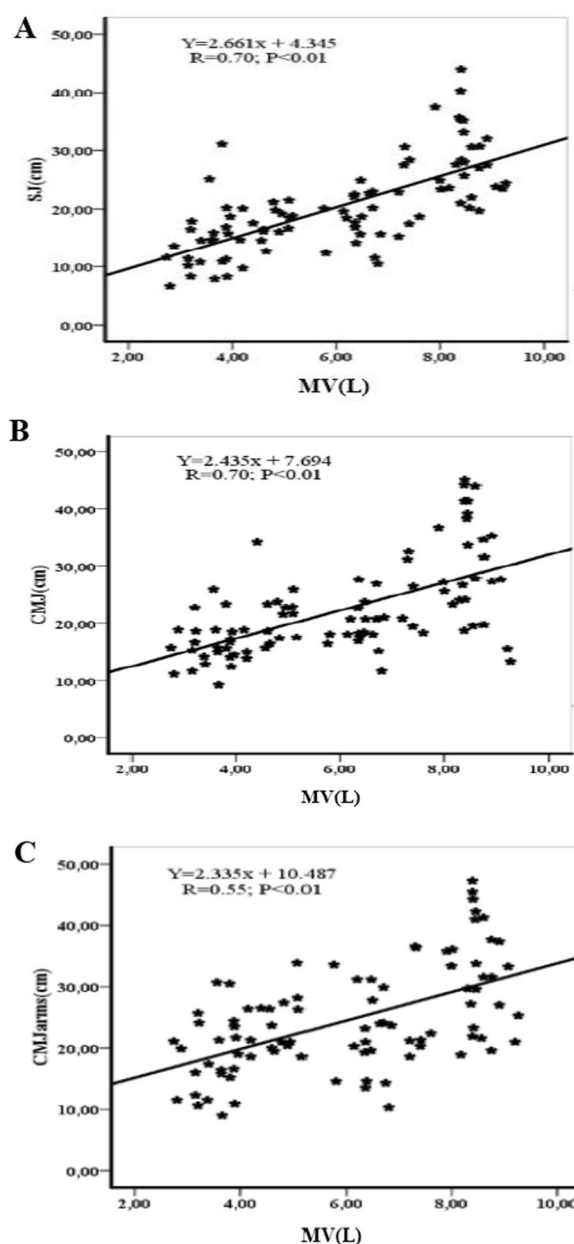 A
Y=2.661x + 4.345
R=0.70; P<0.01
50,00
40,00
30,00
20,00
10,00
0,00
SJ(cm)
2,00 4,00 6,00 8,00 10,00
MV(L)
B
Y=2.435x + 7.694
R=0.70; P<0.01
50,00
40,00
30,00
20,00
10,00
0,00
CMJ(cm)
2,00 4,00 6,00 8,00 10,00
MV(L)
C
Y=2.335x + 10.487
R=0.55; P<0.01
50,00
40,00
30,00
20,00
10,00
0,00
CMJarms(cm)
2,00 4,00 6,00 8,00 10,00
MV(L)